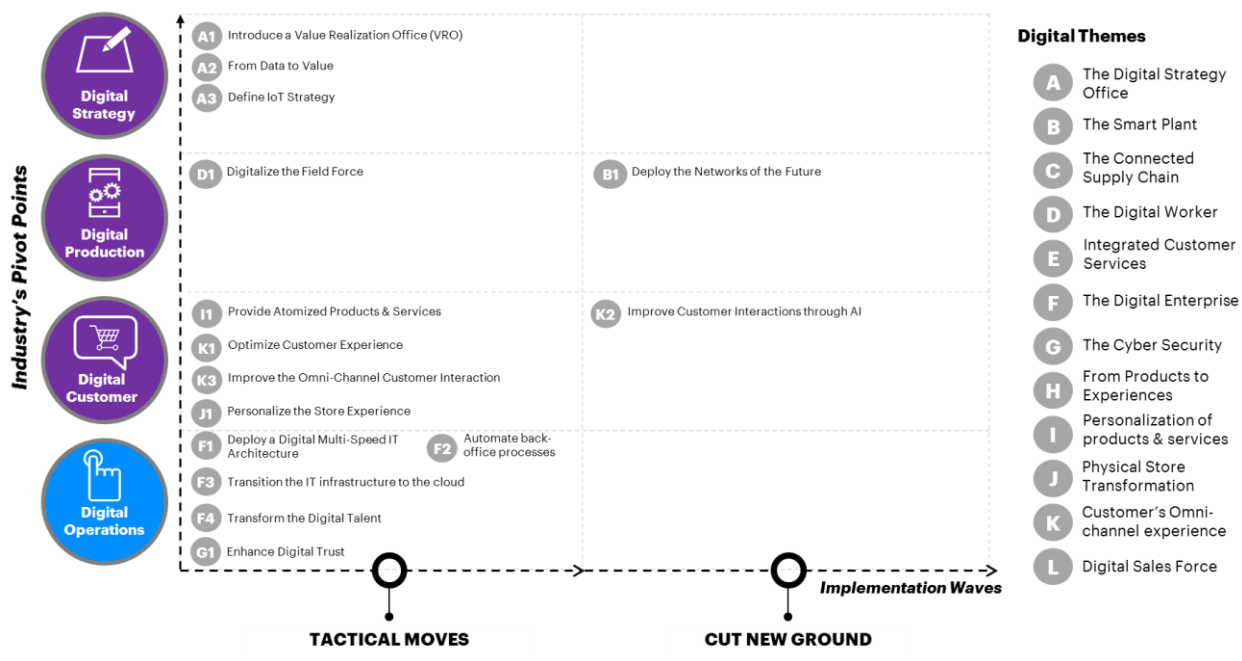 Industry's Pivot Points
Digital
Strategy
A1 Introduce a Value Realization Office (VRO)
A2 From Data to Value
A3 Define IoT Strategy
Digital
Production
D1 Digitalize the Field Force
B1 Deploy the Networks of the Future
Digital
Customer
I1 Provide Atomized Products & Services
K1 Optimize Customer Experience
K3 Improve the Omni-Channel Customer Interaction
J1 Personalize the Store Experience
K2 Improve Customer Interactions through AI
Digital
Operations
F1 Deploy a Digital Multi-Speed IT
Architecture
F2 Automate back-
office processes
F3 Transition the IT infrastructure to the cloud
F4 Transform the Digital Talent
G1 Enhance Digital Trust
Implementation Waves
TACTICAL MOVES
CUT NEW GROUND
Digital Themes
A The Digital Strategy
Office
B The Smart Plant
C The Connected
Supply Chain
D The Digital Worker
E Integrated Customer
Services
F The Digital Enterprise
G The Cyber Security
H From Products to
Experiences
I Personalization of
products & services
J Physical Store
Transformation
K Customer's Omni-
channel experience
L Digital Sales Force